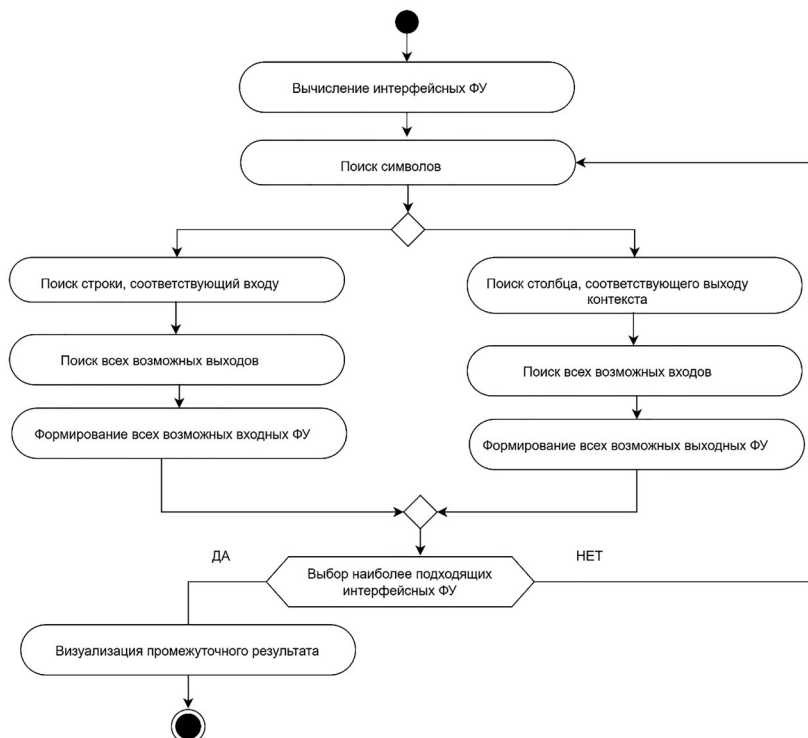 Вычисление интерфейсных ФУ
Поиск символов
Поиск строки, соответствующий входу
Поиск столбца, соответствующего выходу
контекста
Поиск всех возможных выходов
Поиск всех возможных входов
Формирование всех возможных входных ФУ
Формирование всех возможных выходных ФУ
ДА
НЕТ
Выбор наиболее подходящих
интерфейсных ФУ
Визуализация промежуточного результата